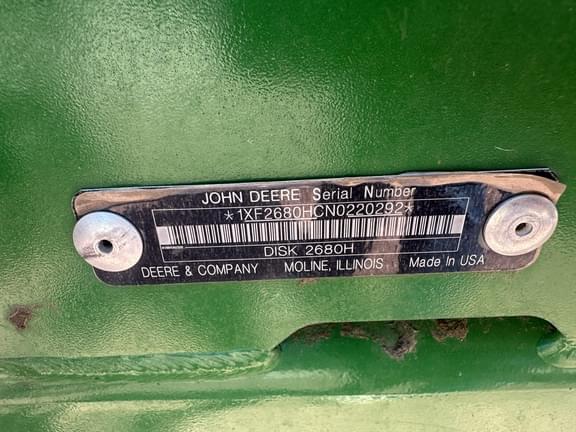 JOHN DEERE Serial Number
*1XF2680HCN0220292*
DISK 2680H
DEERE & COMPANY MOLINE, ILLINOIS Made In USA